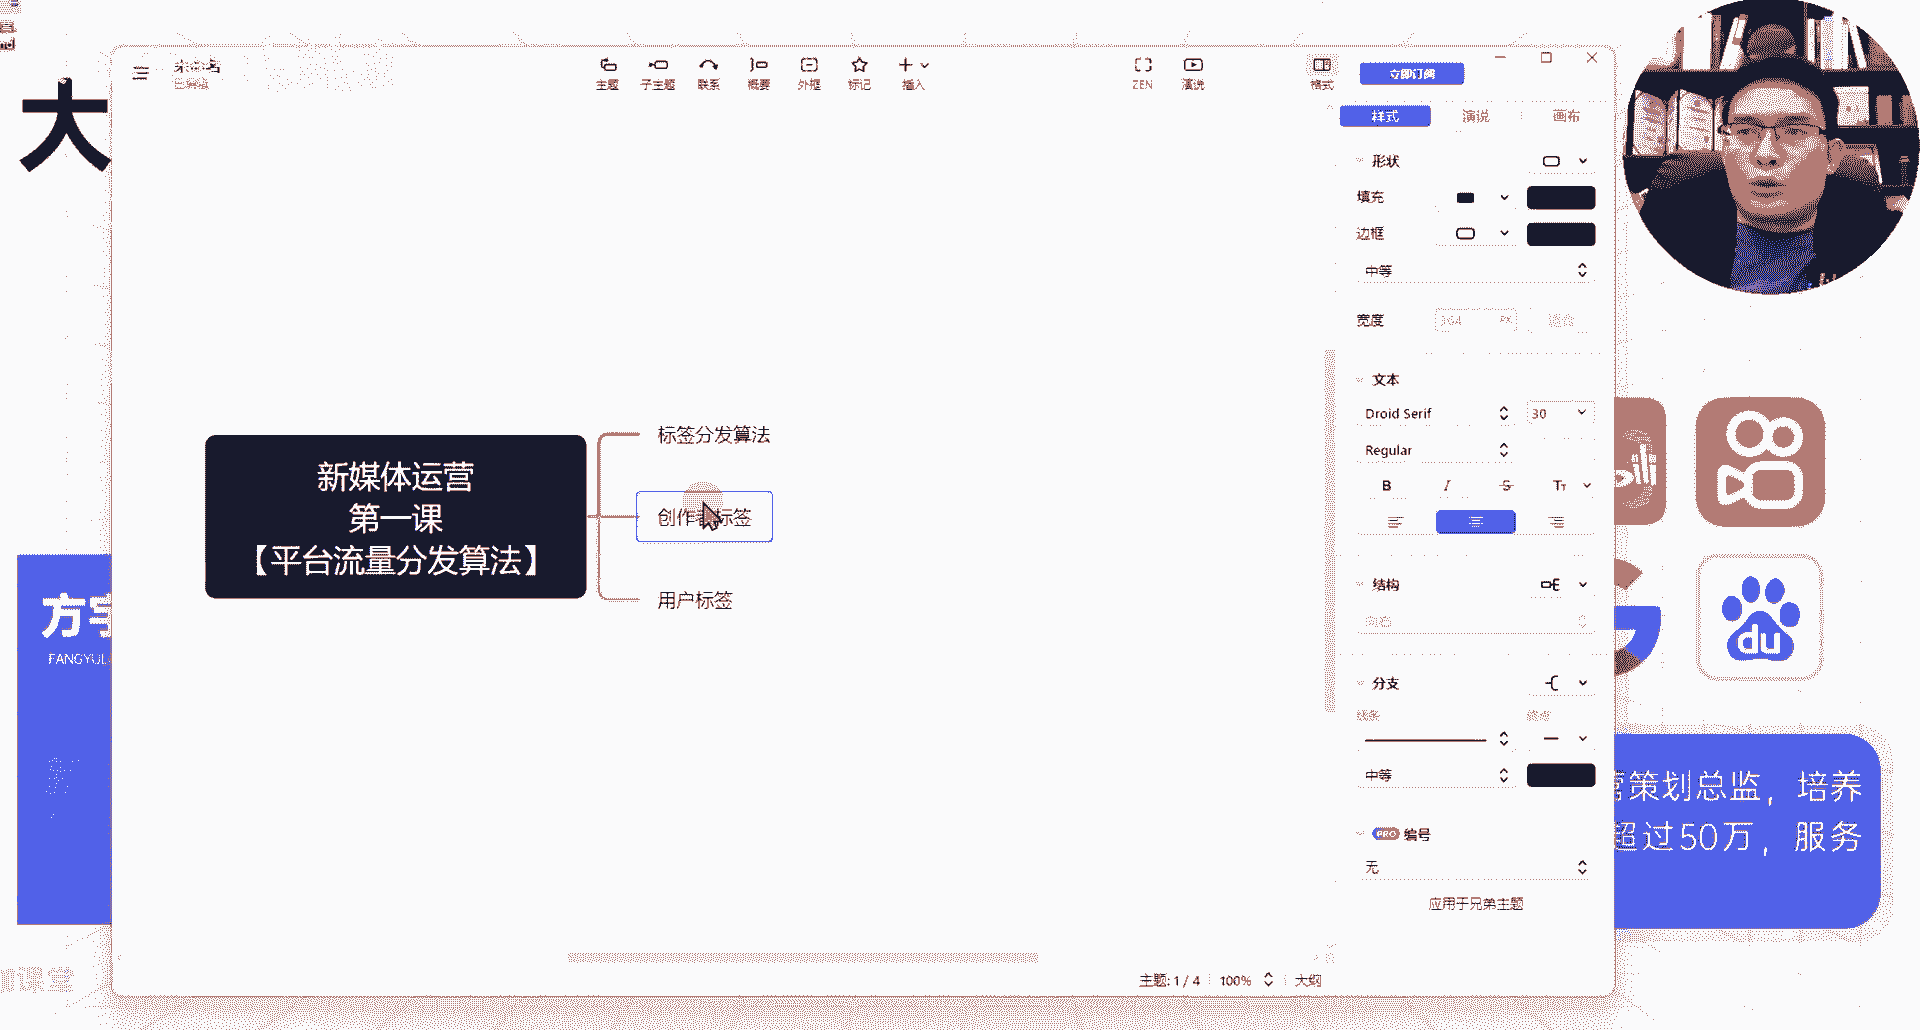 大
未命名
主题
子主题
联系
概要
外框
标记
插入
ZEN
演说
格式
立即订阅
样式
演说
画布
形状
填充
边框
中等
宽度
364
PX
文本
Droid Serif
30
Regular
B
I
S
TT
结构
分支
线条
中等
PRO 编号
无
应用于兄弟主题
新媒体运营
第一课
【平台流量分发算法】
标签分发算法
创作者标签
用户标签
主题: 1 / 4
100%
大纲
方宇
FANGYU
du
策划总监，培养
超过50万，服务
课堂